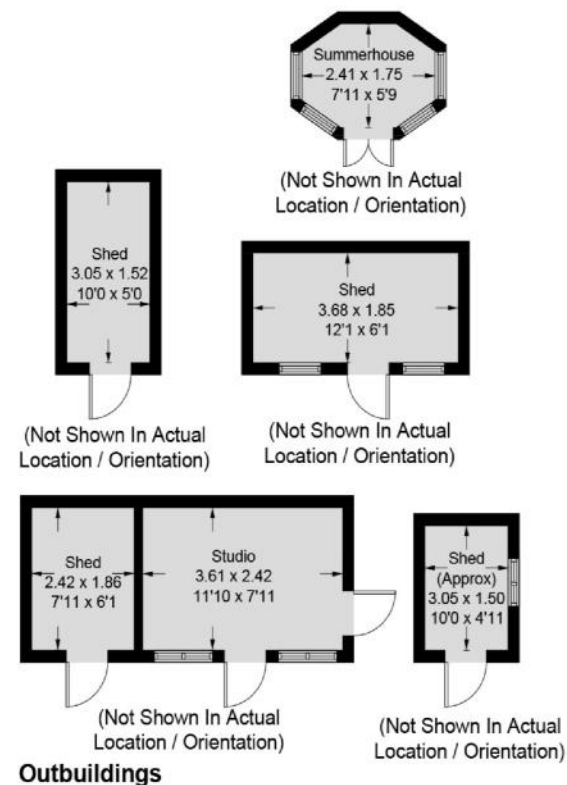 Summerhouse
2.41 x 1.75
7'11 x 5'9
(Not Shown In Actual
Location / Orientation)
Shed
3.05 x 1.52
10'0 x 5'0
(Not Shown In Actual
Location / Orientation)
Shed
3.68 x 1.85
12'1 x 6'1
(Not Shown In Actual
Location / Orientation)
Shed
2.42 x 1.86
7'11 x 6'1
Studio
3.61 x 2.42
11'10 x 7'11
(Not Shown In Actual
Location / Orientation)
Shed
(Approx)
3.05 x 1.50
10'0 x 4'11
(Not Shown In Actual
Location / Orientation)
Outbuildings